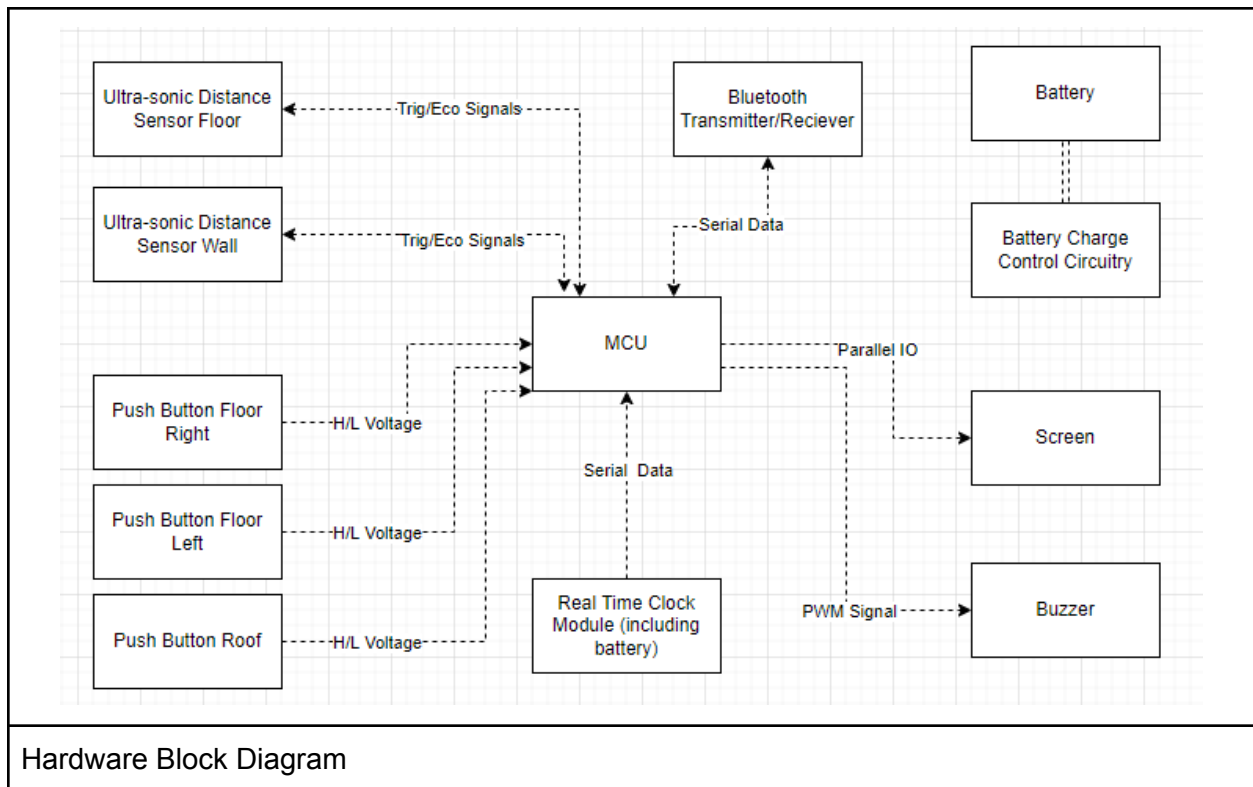 Ultra-sonic Distance
Sensor Floor
Trig/Eco Signals
Bluetooth
Transmitter/Reciever
Battery
Ultra-sonic Distance
Sensor Wall
Trig/Eco Signals
Serial Data
Battery Charge
Control Circuitry
MCU
Parallel IO
Push Button Floor
Right
H/L Voltage
Screen
Serial Data
Push Button Floor
Left
H/L Voltage
Real Time Clock
Module (including
battery)
PWM Signal
Buzzer
Push Button Roof
H/L Voltage
Hardware Block Diagram